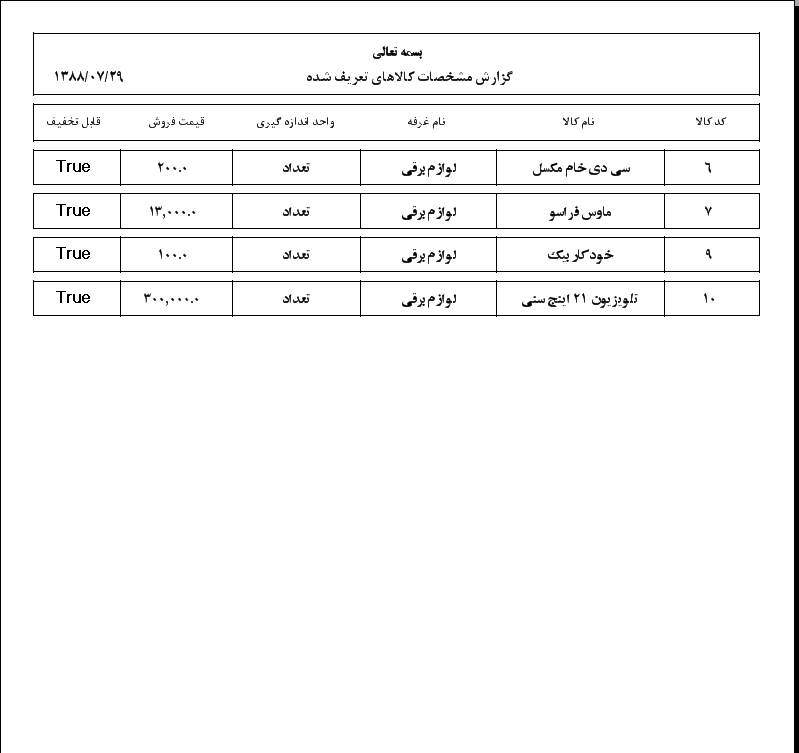 بسمه تعالی
گزارش مشخصات کالاهای تعریف شده ۱۳۸۸/۰۷/۲۹
کد کالا نام کالا نام غرفه واحد اندازه گیری قیمت فروش قابل تخفیف
۶ سی دی خام مکسل لوازم برقی تعداد ۲۰۰.۰ True
۷ ماوس فراسو لوازم برقی تعداد ۱۳,۰۰۰.۰ True
۹ خودکار بیک لوازم برقی تعداد ۱۰۰.۰ True
۱۰ تلویزیون ۲۱ اینچ سنی لوازم برقی تعداد ۳۰۰,۰۰۰.۰ True